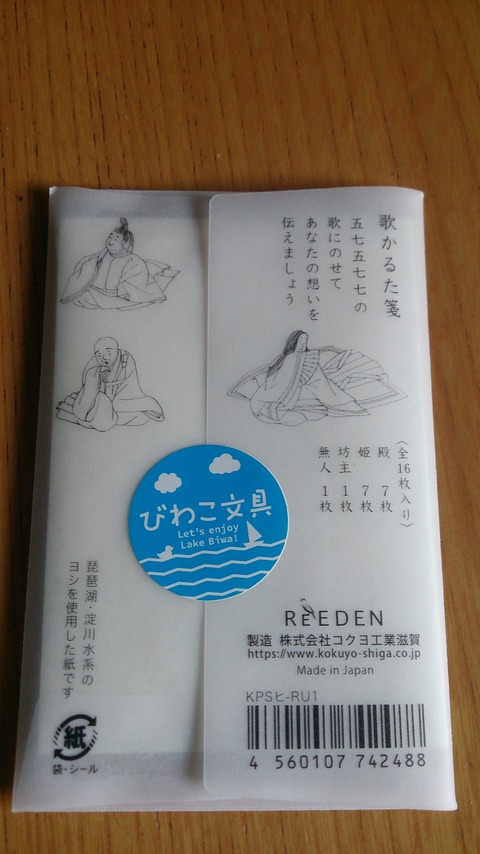 歌かるた箋
五七五七七の
歌にのせて
あなたの想いを
伝えましょう
〈全16枚入り〉
殿 7枚
姫 7枚
坊主 1枚
無人 1枚
びわこ文具
Let's enjoy
Lake Biwa!
琵琶湖・淀川水系の
ヨシを使用した紙です
紙
袋・シール
REEDEN
製造 株式会社コクヨ工業滋賀
https://www.kokuyo-shiga.co.jp
Made in Japan
KPSヒ-RU1
4 560107 742488